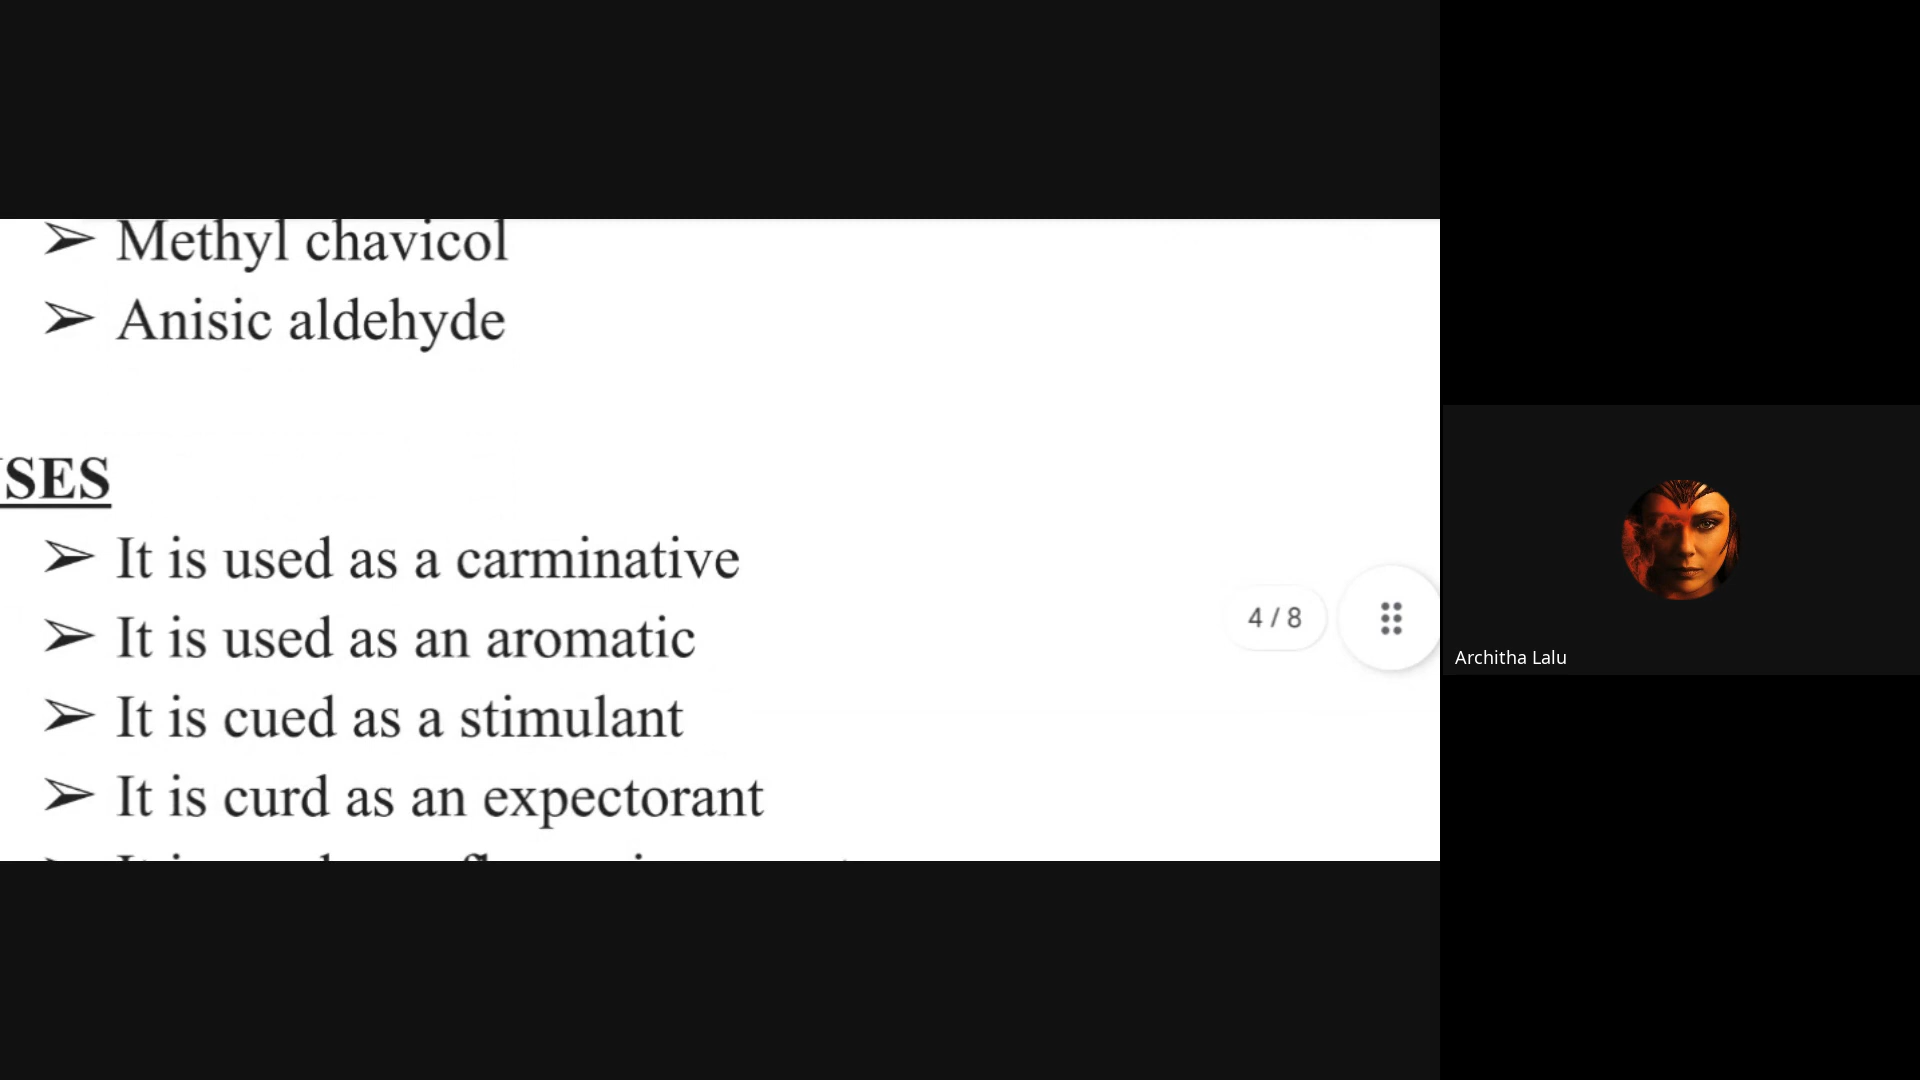 ➢ Methyl chavicol
➢ Anisic aldehyde
SES
➢ It is used as a carminative
➢ It is used as an aromatic
➢ It is cued as a stimulant
➢ It is curd as an expectorant
4 / 8
Architha Lalu